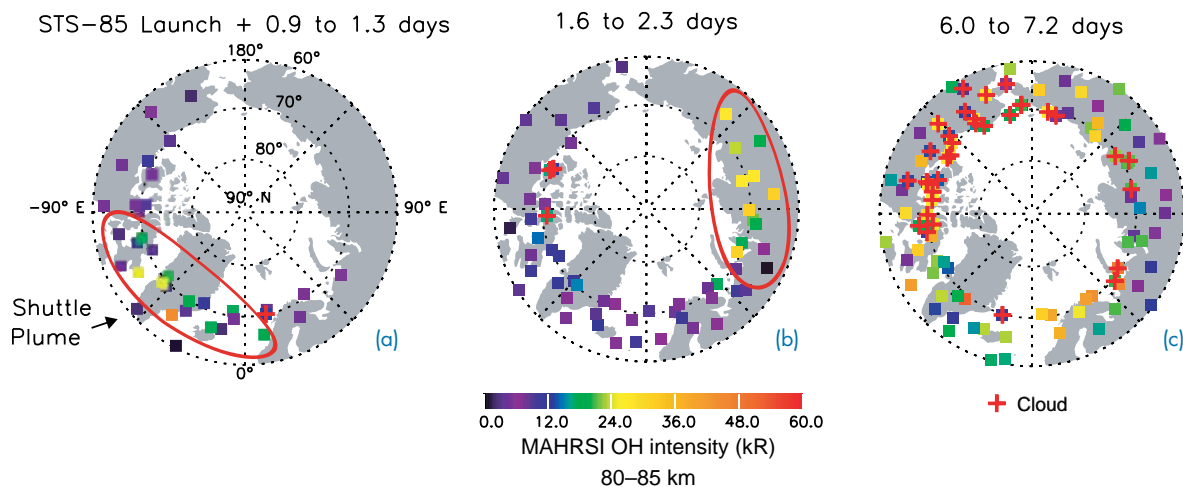 STS–85 Launch + 0.9 to 1.3 days
1.6 to 2.3 days
6.0 to 7.2 days
180°
60°
70°
80°
90° N
–90° E
90° E
0°
Shuttle
Plume
(a)
(b)
(c)
0.0 12.0 24.0 36.0 48.0 60.0
MAHRSI OH intensity (kR)
80–85 km
Cloud